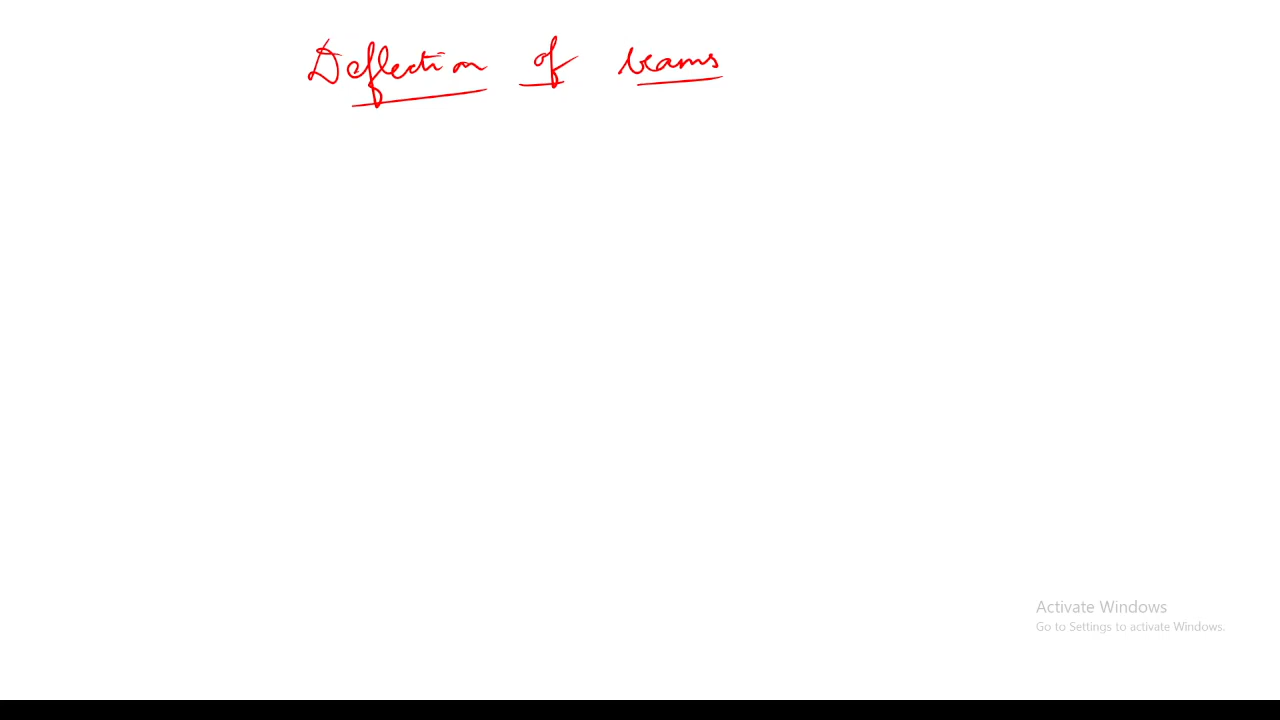 Deflection of beams
Activate Windows
Go to Settings to activate Windows.